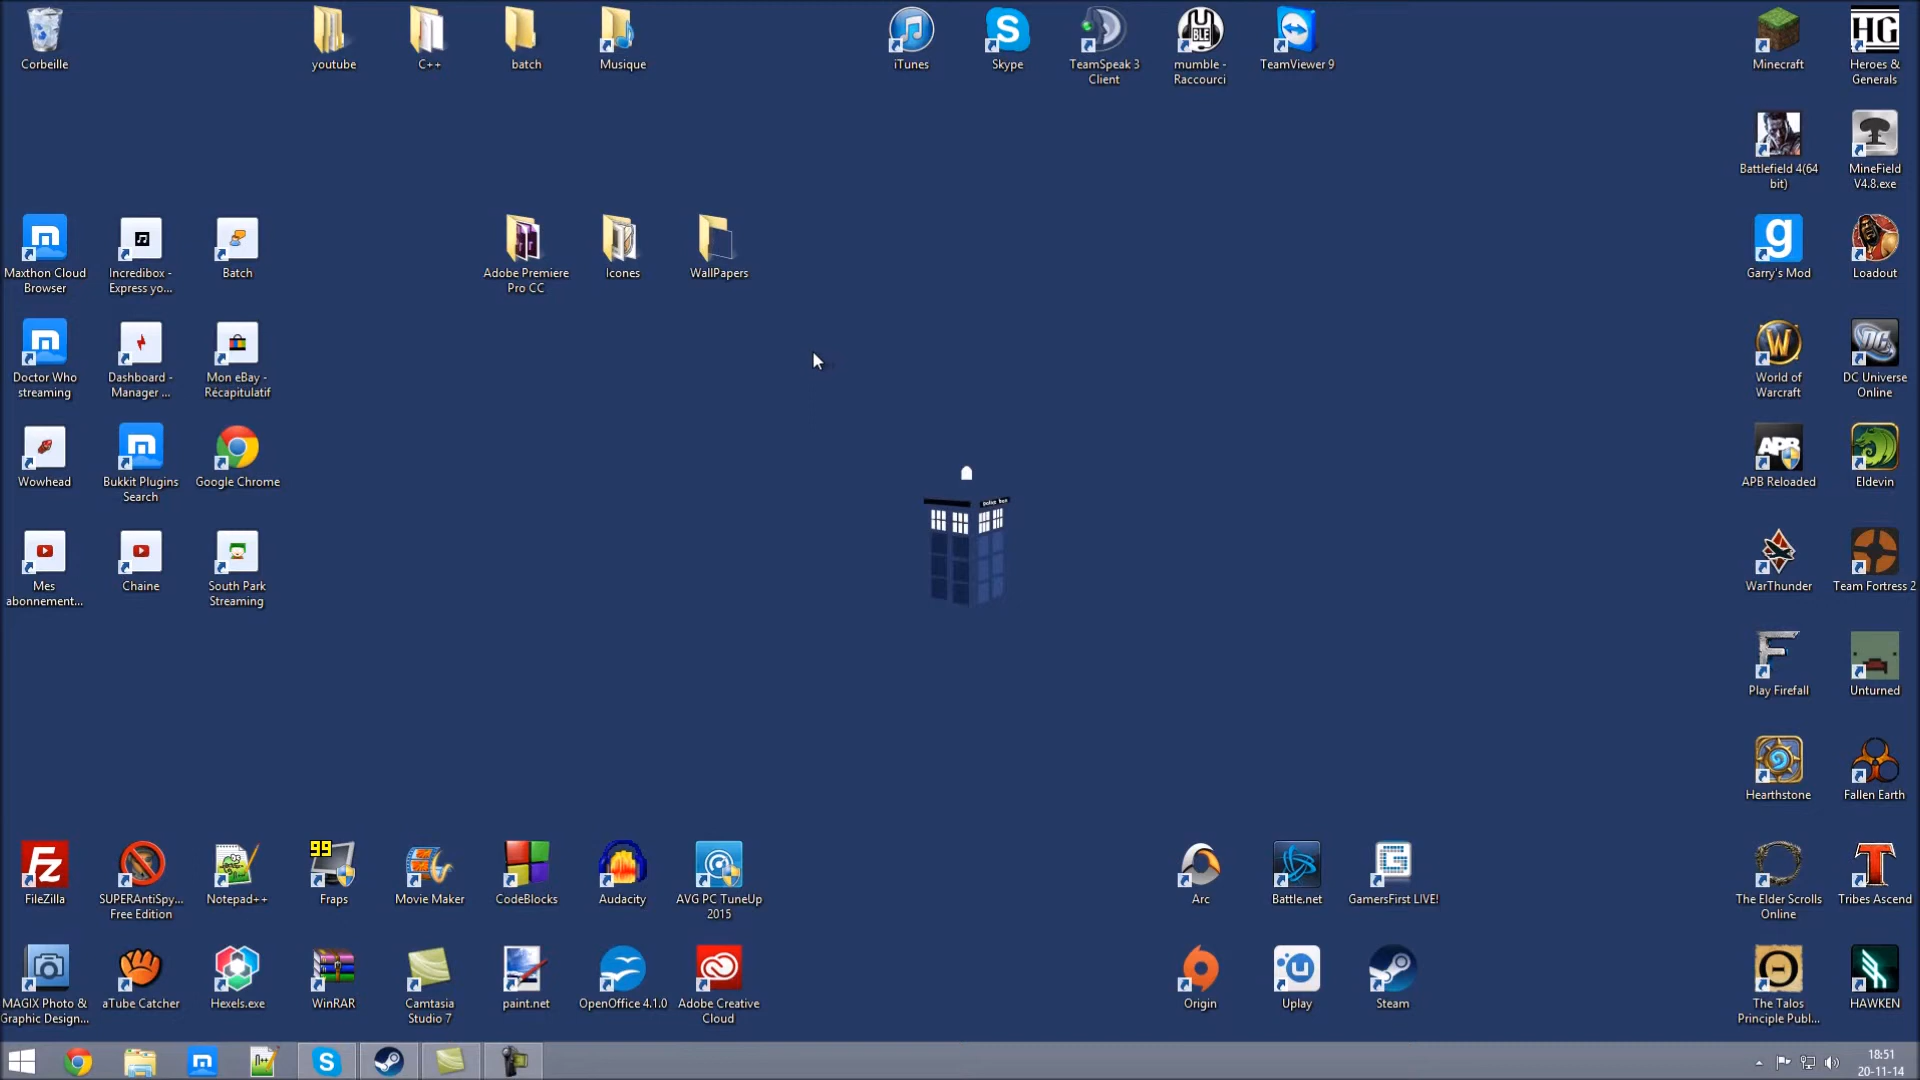 Corbeille
youtube
C++
batch
Musique
iTunes
Skype
TeamSpeak 3
Client
mumble -
Raccourci
TeamViewer 9
Minecraft
HG
Heroes &
Generals
Battlefield 4(64
bit)
MineField
V4.8.exe
Maxthon Cloud
Browser
Incredibox -
Express yo...
Batch
Adobe Premiere
Pro CC
Icones
WallPapers
Garry's Mod
Loadout
Doctor Who
streaming
Dashboard -
Manager ...
Mon eBay -
Récapitulatif
World of
Warcraft
DC Universe
Online
Wowhead
Bukkit Plugins
Search
Google Chrome
police box
APB
APB Reloaded
Eldevin
Mes
abonnement...
Chaine
South Park
Streaming
WarThunder
Team Fortress 2
Play Firefall
Unturned
Hearthstone
Fallen Earth
Fz
FileZilla
SUPERAntiSpy...
Free Edition
Notepad++
99
Fraps
Movie Maker
CodeBlocks
Audacity
AVG PC TuneUp
2015
Arc
Battle.net
GamersFirst LIVE!
The Elder Scrolls
Online
Tribes Ascend
MAGIX Photo &
Graphic Design...
aTube Catcher
Hexels.exe
WinRAR
Camtasia
Studio 7
paint.net
OpenOffice 4.1.0
Adobe Creative
Cloud
Origin
Uplay
Steam
The Talos
Principle Publ...
HAWKEN
18:51
20-11-14